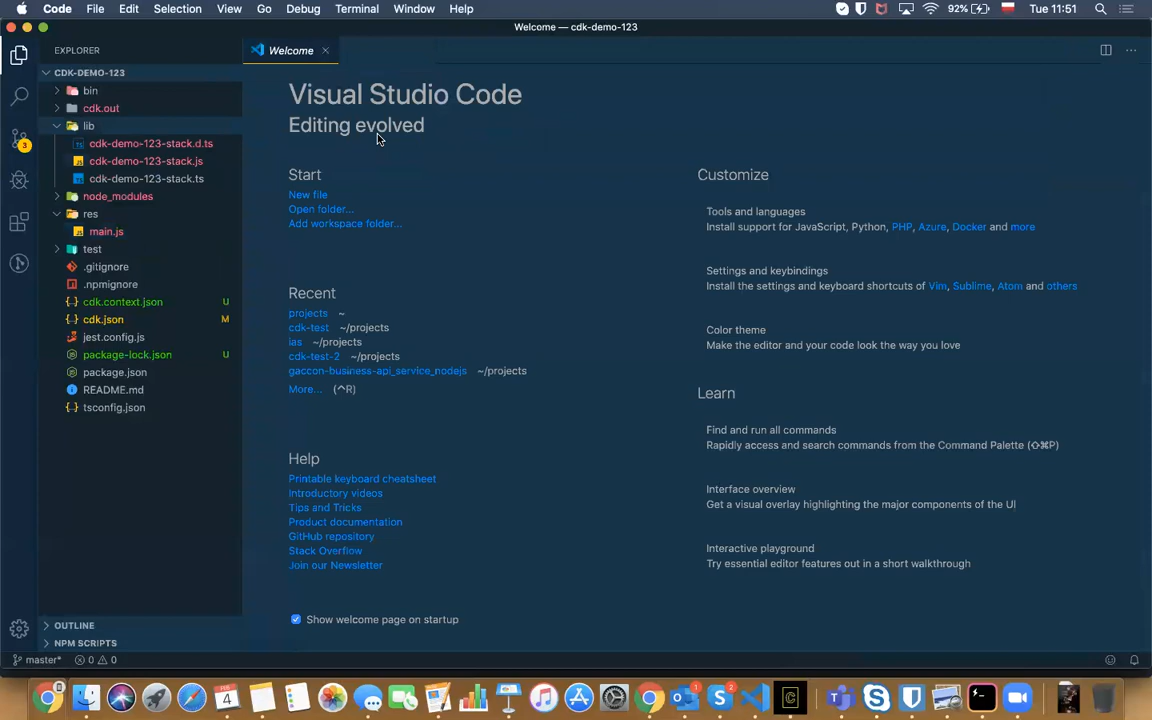 Code File Edit Selection View Go Debug Terminal Window Help 92% Tue 11:51
Welcome — cdk-demo-123
EXPLORER
CDK-DEMO-123
bin
cdk.out
lib
cdk-demo-123-stack.d.ts
cdk-demo-123-stack.js
cdk-demo-123-stack.ts
node_modules
res
main.js
test
.gitignore
.npmignore
cdk.context.json U
cdk.json M
jest.config.js
package-lock.json U
package.json
README.md
tsconfig.json
OUTLINE
NPM SCRIPTS
3
Welcome
Visual Studio Code
Editing evolved
Start
New file
Open folder...
Add workspace folder...
Recent
projects ~
cdk-test ~/projects
ias ~/projects
cdk-test-2 ~/projects
gaccon-business-api_service_nodejs ~/projects
More... (^R)
Help
Printable keyboard cheatsheet
Introductory videos
Tips and Tricks
Product documentation
GitHub repository
Stack Overflow
Join our Newsletter
Show welcome page on startup
Customize
Tools and languages
Install support for JavaScript, Python, PHP, Azure, Docker and more
Settings and keybindings
Install the settings and keyboard shortcuts of Vim, Sublime, Atom and others
Color theme
Make the editor and your code look the way you love
Learn
Find and run all commands
Rapidly access and search commands from the Command Palette (⇧⌘P)
Interface overview
Get a visual overlay highlighting the major components of the UI
Interactive playground
Try essential editor features out in a short walkthrough
master* 0 0
4
1
2